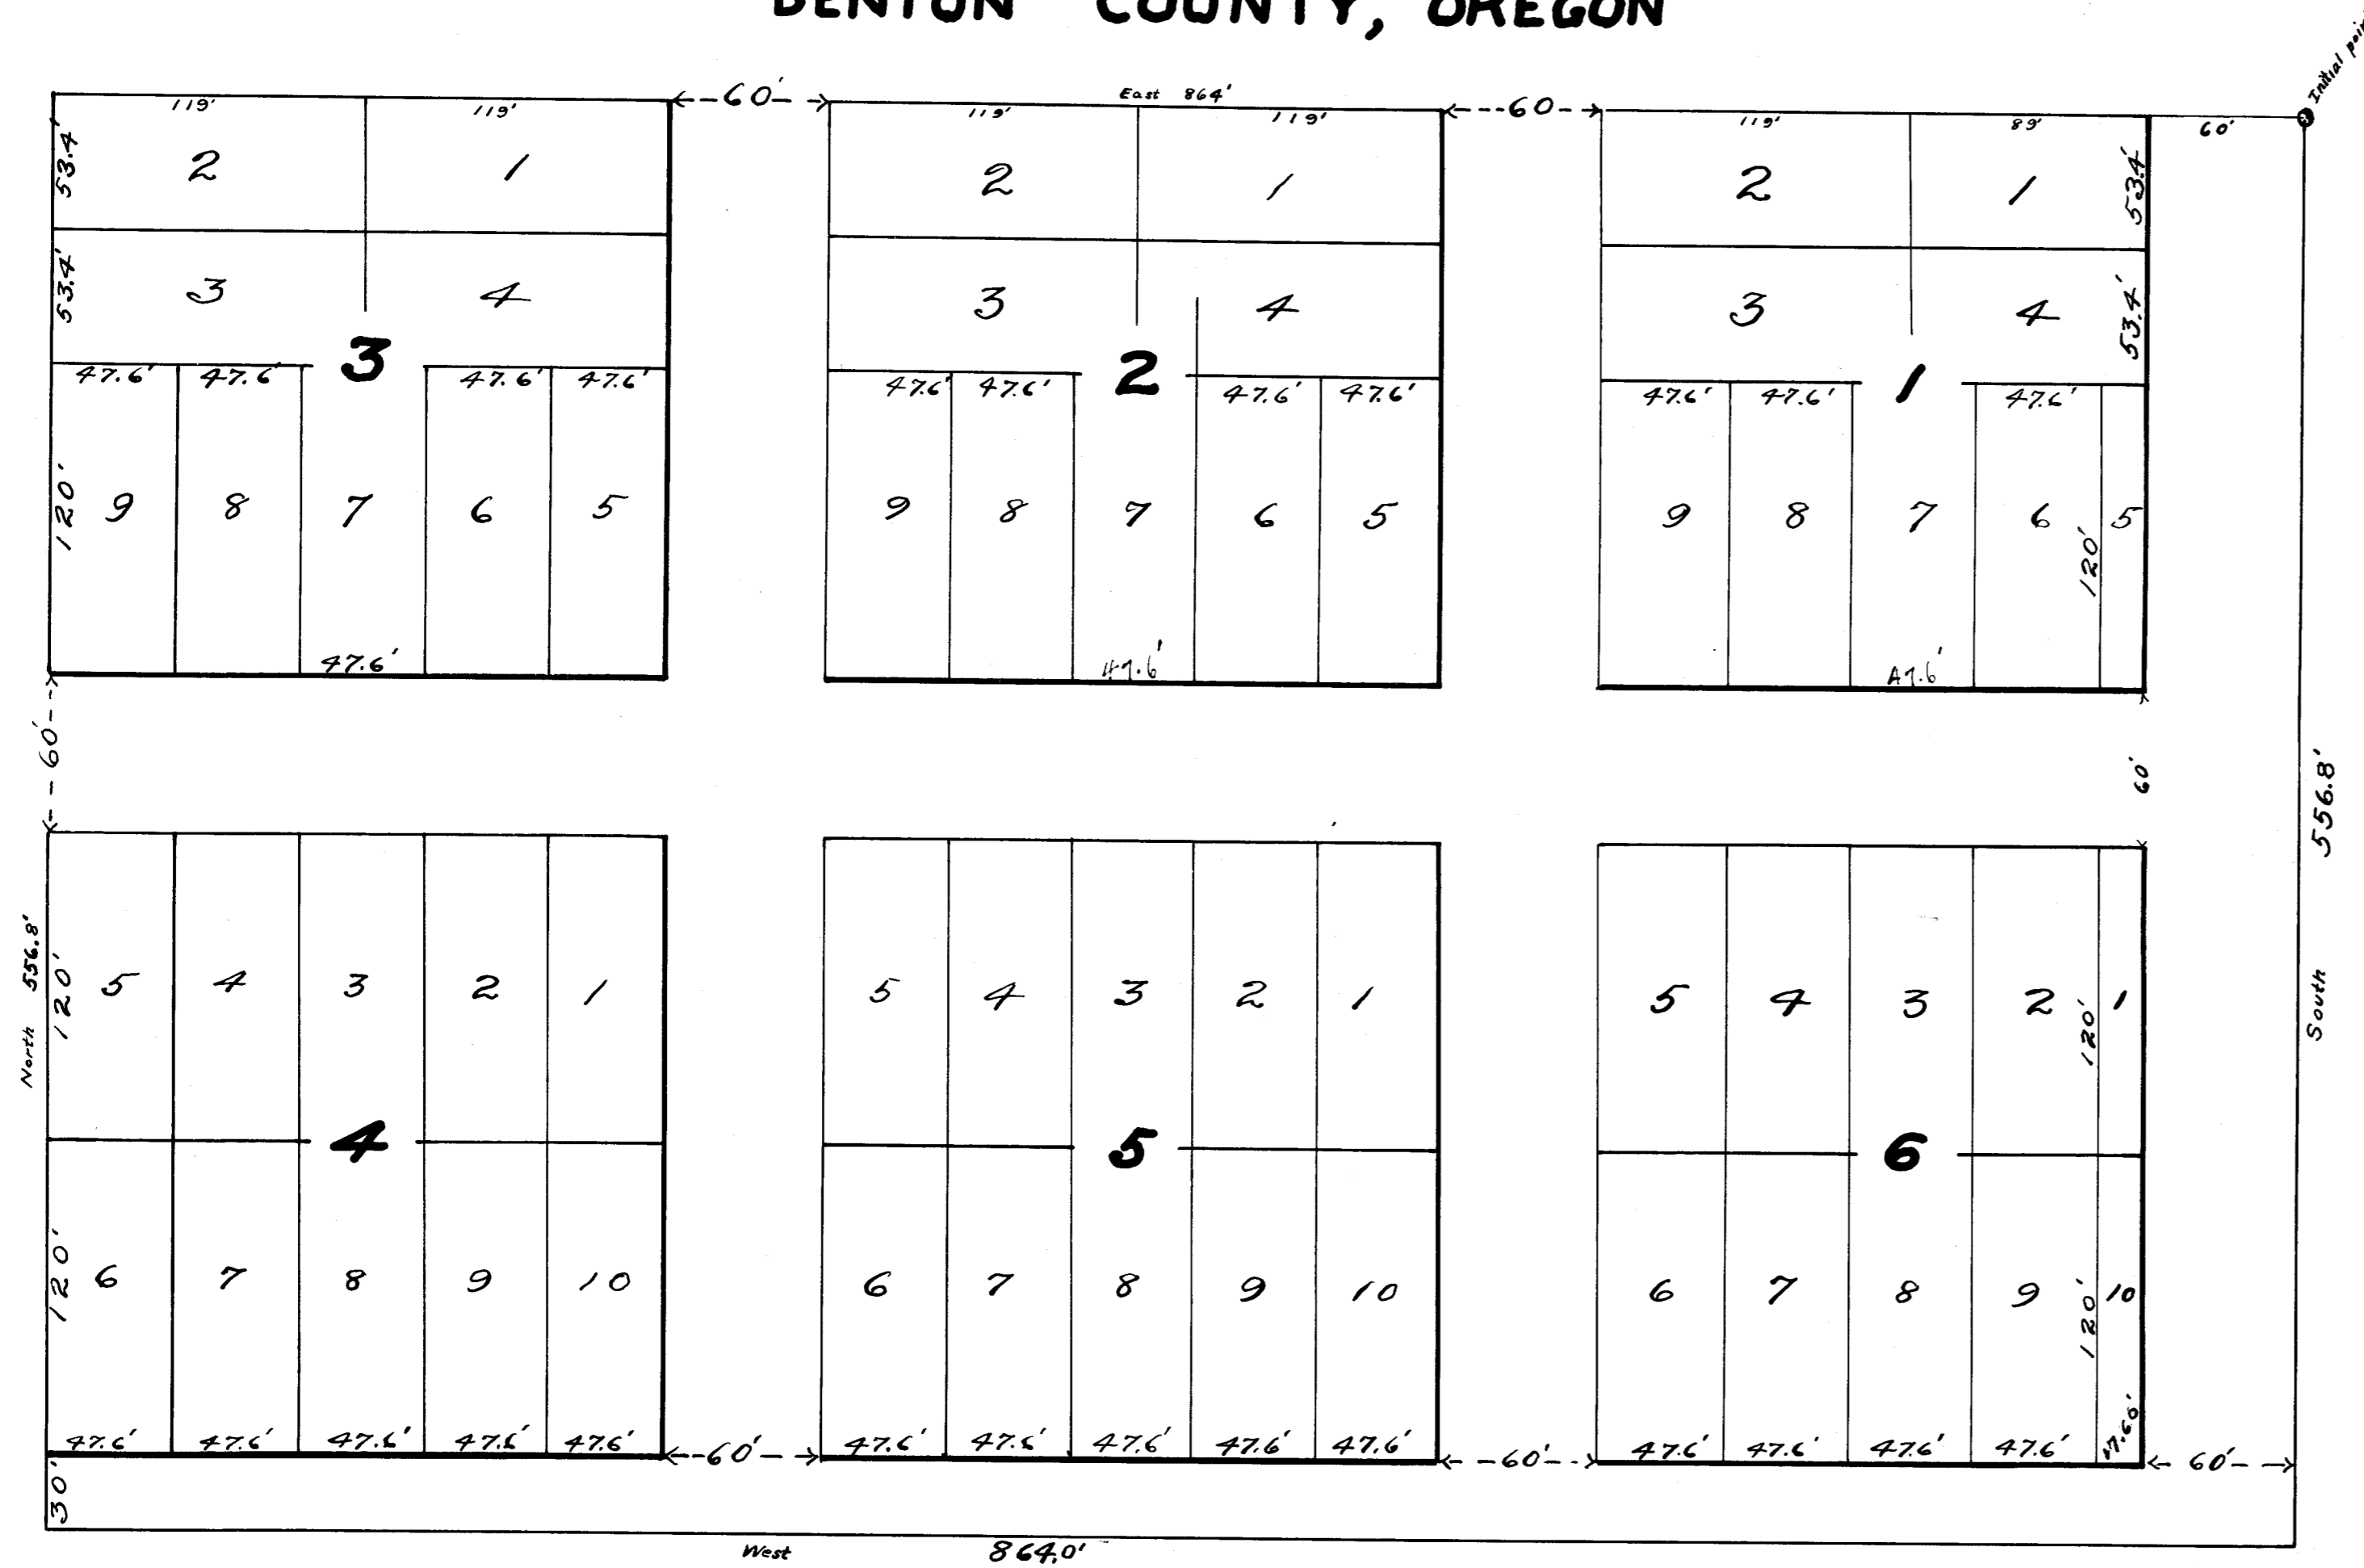 BENTON COUNTY, OREGON
Initial
60' East 864' 60
119' 119' 119' 119' 119' 89' 60'
53.4' 2 1 2 1 2 1 53.4'
53.4' 3 4 3 4 3 4 53.4'
3 2 1
47.6' 47.6' 47.6' 47.6' 47.6' 47.6' 47.6' 47.6' 47.6' 47.6' 47.6'
120' 9 8 7 6 5 9 8 7 6 5 9 8 7 6 120' 5
47.6' 47.6' 47.6'
60' 60'
South 556.8'
North 556.8'
120' 5 4 3 2 1 5 4 3 2 1 5 4 3 2 120' 1
4 5 6
120' 6 7 8 9 10 6 7 8 9 10 6 7 8 9 120' 10
47.6' 47.6' 47.6' 47.6' 47.6' 60' 47.6' 47.6' 47.6' 47.6' 47.6' 60' 47.6' 47.6' 47.6' 47.6' 60'
30'
West 864.0'